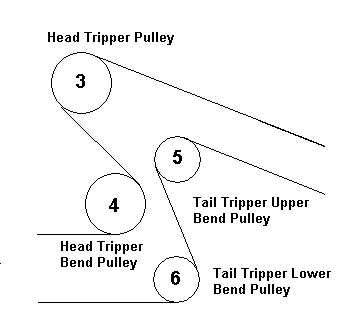 Head Tripper Pulley
3
5
4
Tail Tripper Upper
Bend Pulley
Head Tripper
Bend Pulley
6
Tail Tripper Lower
Bend Pulley